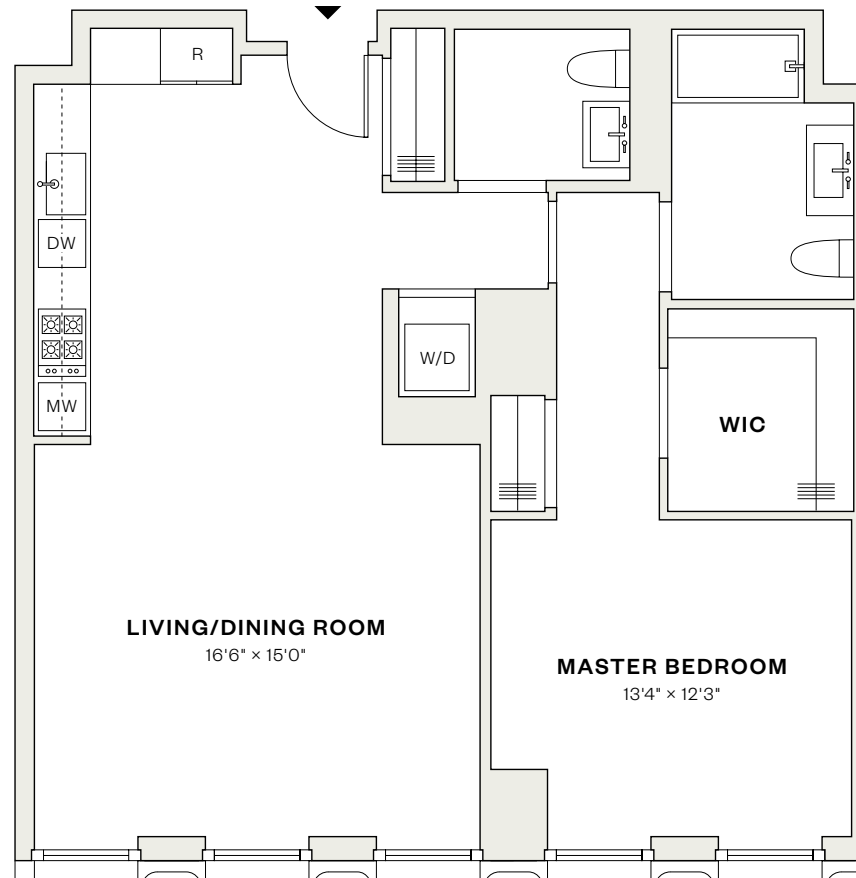 R
DW
W/D
MW
WIC
LIVING/DINING ROOM
16'6" × 15'0"
MASTER BEDROOM
13'4" × 12'3"